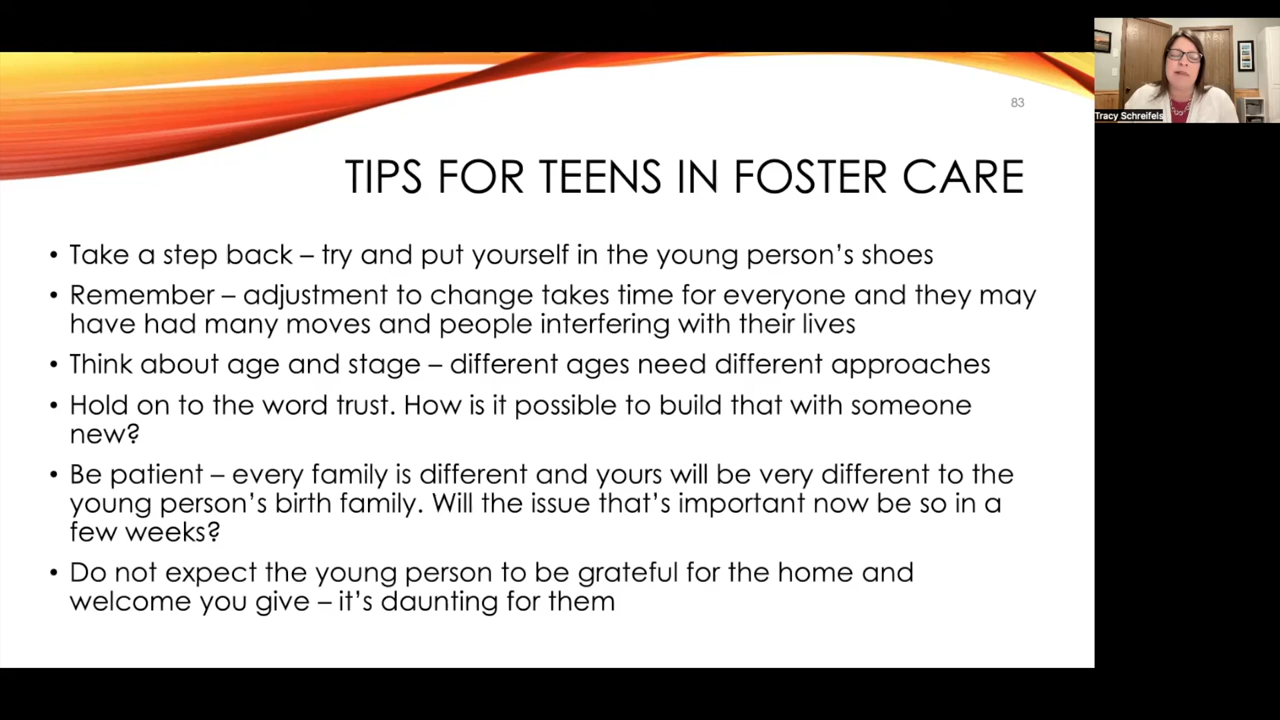 83
TIPS FOR TEENS IN FOSTER CARE
• Take a step back – try and put yourself in the young person’s shoes
• Remember – adjustment to change takes time for everyone and they may
have had many moves and people interfering with their lives
• Think about age and stage – different ages need different approaches
• Hold on to the word trust. How is it possible to build that with someone
new?
• Be patient – every family is different and yours will be very different to the
young person’s birth family. Will the issue that’s important now be so in a
few weeks?
• Do not expect the young person to be grateful for the home and
welcome you give – it’s daunting for them
Tracy Schreifels